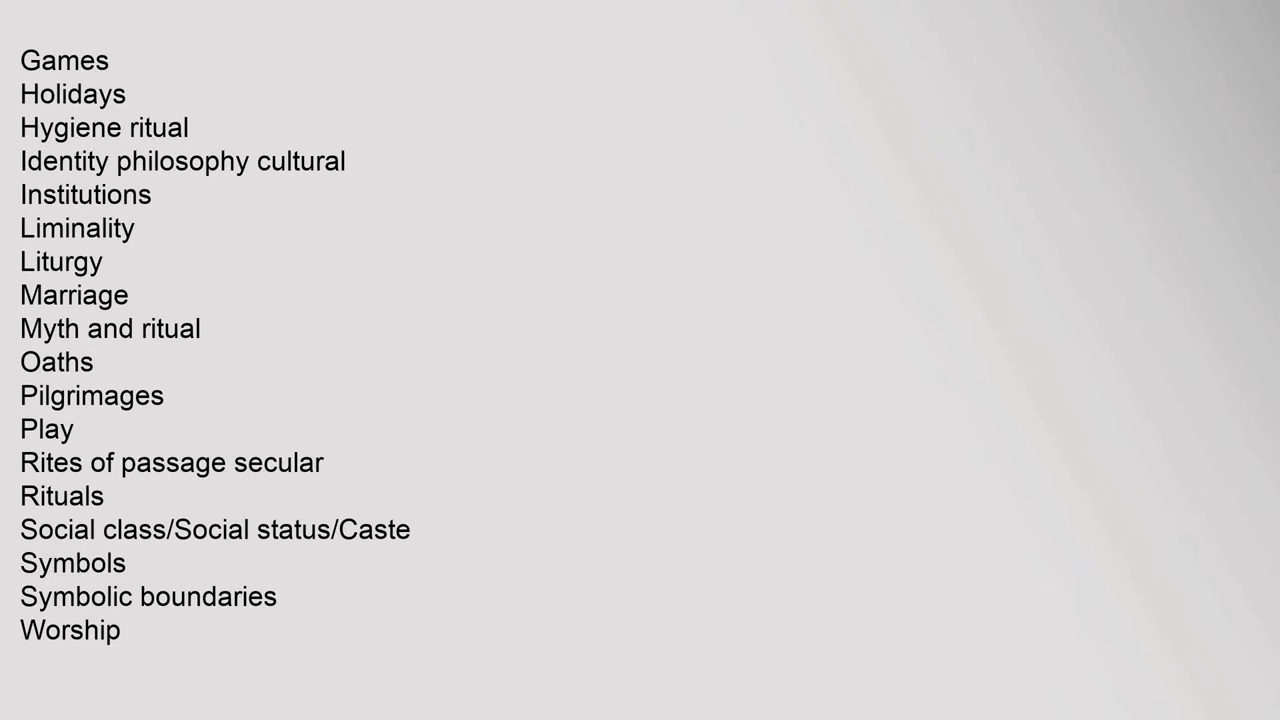 Games
Holidays
Hygiene ritual
Identity philosophy cultural
Institutions
Liminality
Liturgy
Marriage
Myth and ritual
Oaths
Pilgrimages
Play
Rites of passage secular
Rituals
Social class/Social status/Caste
Symbols
Symbolic boundaries
Worship